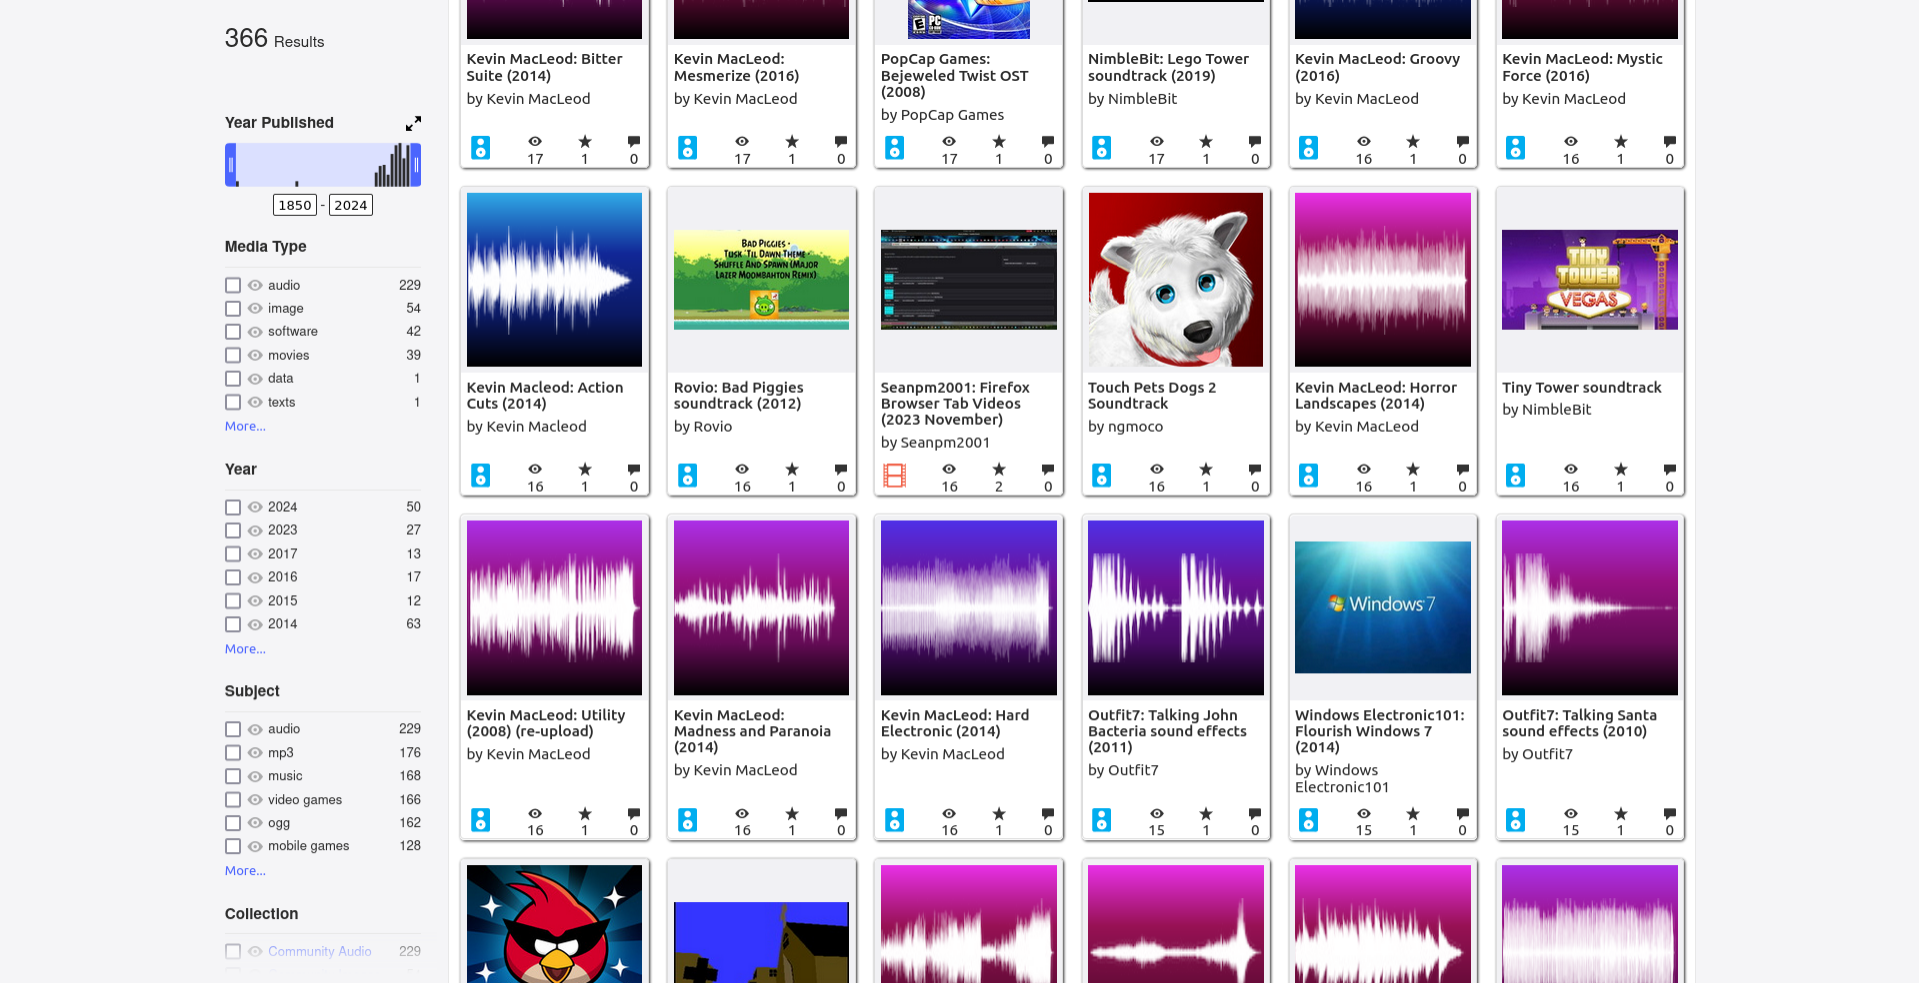 366 Results
Year Published
1850 - 2024
Media Type
audio 229
image 54
software 42
movies 39
data 1
texts 1
More...
Year
2024 50
2023 27
2017 13
2016 17
2015 12
2014 63
More...
Subject
audio 229
mp3 176
music 168
video games 166
ogg 162
mobile games 128
More...
Collection
Community Audio 229
E PC
Kevin MacLeod: Bitter
Suite (2014)
by Kevin MacLeod
17 1 0
Kevin MacLeod:
Mesmerize (2016)
by Kevin MacLeod
17 1 0
PopCap Games:
Bejeweled Twist OST
(2008)
by PopCap Games
17 1 0
NimbleBit: Lego Tower
soundtrack (2019)
by NimbleBit
17 1 0
Kevin MacLeod: Groovy
(2016)
by Kevin MacLeod
16 1 0
Kevin MacLeod: Mystic
Force (2016)
by Kevin MacLeod
16 1 0
Kevin Macleod: Action
Cuts (2014)
by Kevin Macleod
16 1 0
Bad Piggies -
Tusk 'Til Dawn Theme -
Shuffle And Spawn (Major
Lazer Moombahton Remix)
Rovio: Bad Piggies
soundtrack (2012)
by Rovio
16 1 0
Seanpm2001: Firefox
Browser Tab Videos
(2023 November)
by Seanpm2001
16 2 0
Touch Pets Dogs 2
Soundtrack
by ngmoco
16 1 0
Kevin MacLeod: Horror
Landscapes (2014)
by Kevin MacLeod
16 1 0
TINY
TOWER
VEGAS
Tiny Tower soundtrack
by NimbleBit
16 1 0
Kevin MacLeod: Utility
(2008) (re-upload)
by Kevin MacLeod
16 1 0
Kevin MacLeod:
Madness and Paranoia
(2014)
by Kevin MacLeod
16 1 0
Kevin MacLeod: Hard
Electronic (2014)
by Kevin MacLeod
16 1 0
Outfit7: Talking John
Bacteria sound effects
(2011)
by Outfit7
15 1 0
Windows 7
Windows Electronic101:
Flourish Windows 7
(2014)
by Windows
Electronic101
15 1 0
Outfit7: Talking Santa
sound effects (2010)
by Outfit7
15 1 0